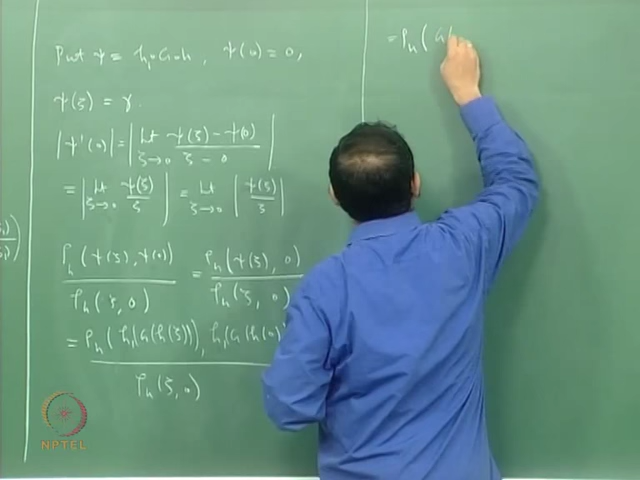 Put ψ = h₁∘G∘h, ψ(0) = 0,
ψ(ζ) = γ.
|ψ'(0)| = | lt ζ→0 ψ(ζ) − ψ(0) / ζ − 0 |
= | lt ζ→0 ψ(ζ) / ζ | = lt ζ→0 | ψ(ζ) / ζ |
ρₕ(ψ(ζ), ψ(0)) / ρₕ(ζ, 0) = ρₕ(ψ(ζ), 0) / ρₕ(ζ, 0)
= ρₕ(h₁(G(h(ζ))), h₁(G(h(0) / ρₕ(ζ, 0)
= ρₕ( G(
NPTEL